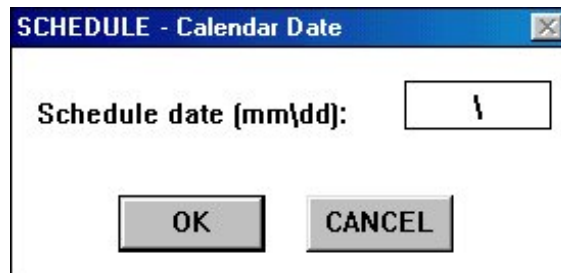 SCHEDULE - Calendar Date
Schedule date (mm\dd): \
OK CANCEL